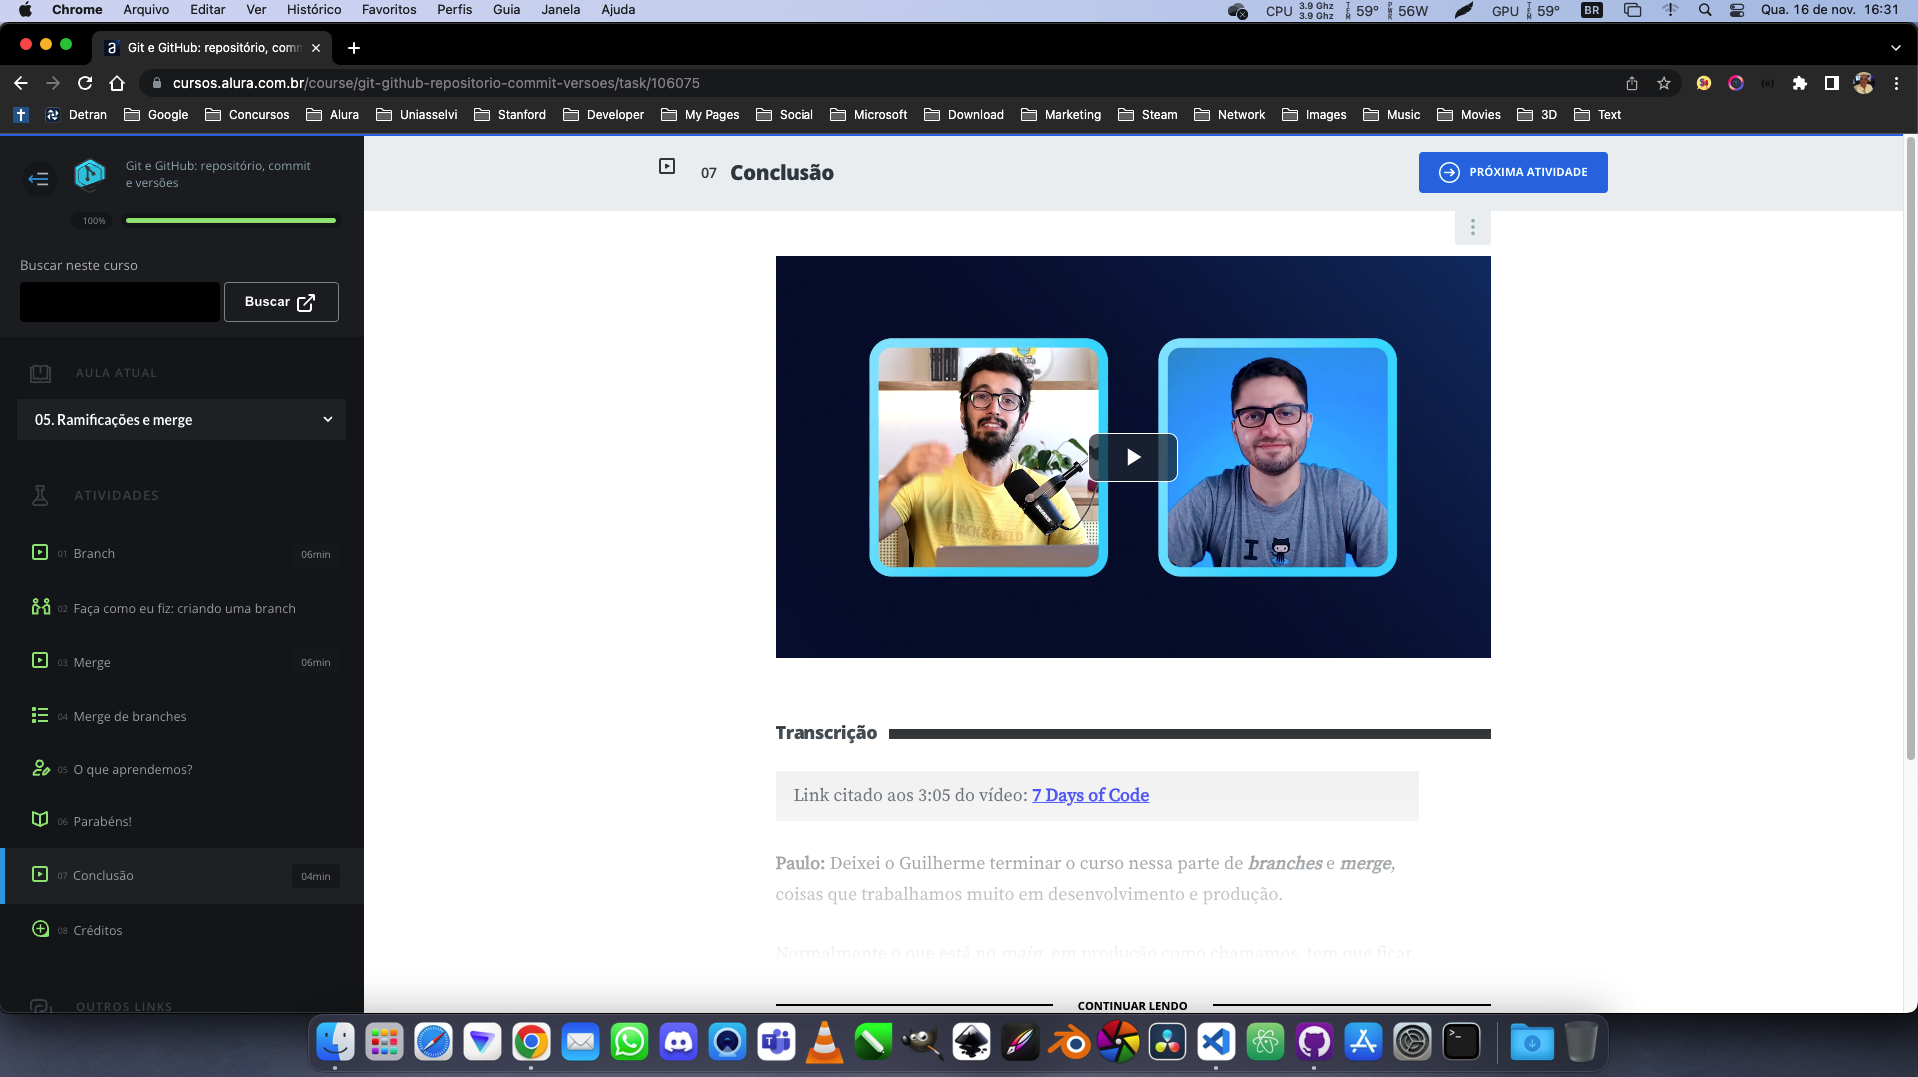 Chrome Arquivo Editar Ver Histórico Favoritos Perfis Guia Janela Ajuda
CPU 3.9 Ghz 3.9 Ghz TEM 59° PWR 56W GPU TEM 59° BR Qua. 16 de nov. 16:31
Git e GitHub: repositório, com
cursos.alura.com.br/course/git-github-repositorio-commit-versoes/task/106075
Detran Google Concursos Alura Uniasselvi Stanford Developer My Pages Social Microsoft Download Marketing Steam Network Images Music Movies 3D Text
Git e GitHub: repositório, commit
e versões
100%
Buscar neste curso
Buscar
AULA ATUAL
05. Ramificações e merge
ATIVIDADES
01 Branch 06min
02 Faça como eu fiz: criando uma branch
03 Merge 06min
04 Merge de branches
05 O que aprendemos?
06 Parabéns!
07 Conclusão 04min
08 Créditos
OUTROS LINKS
07 Conclusão
PRÓXIMA ATIVIDADE
TRACK&FIELD
I
Transcrição
Link citado aos 3:05 do vídeo: 7 Days of Code
Paulo: Deixei o Guilherme terminar o curso nessa parte de branches e merge,
coisas que trabalhamos muito em desenvolvimento e produção.
Normalmente o que está no main, em produção como chamamos, tem que ficar
CONTINUAR LENDO